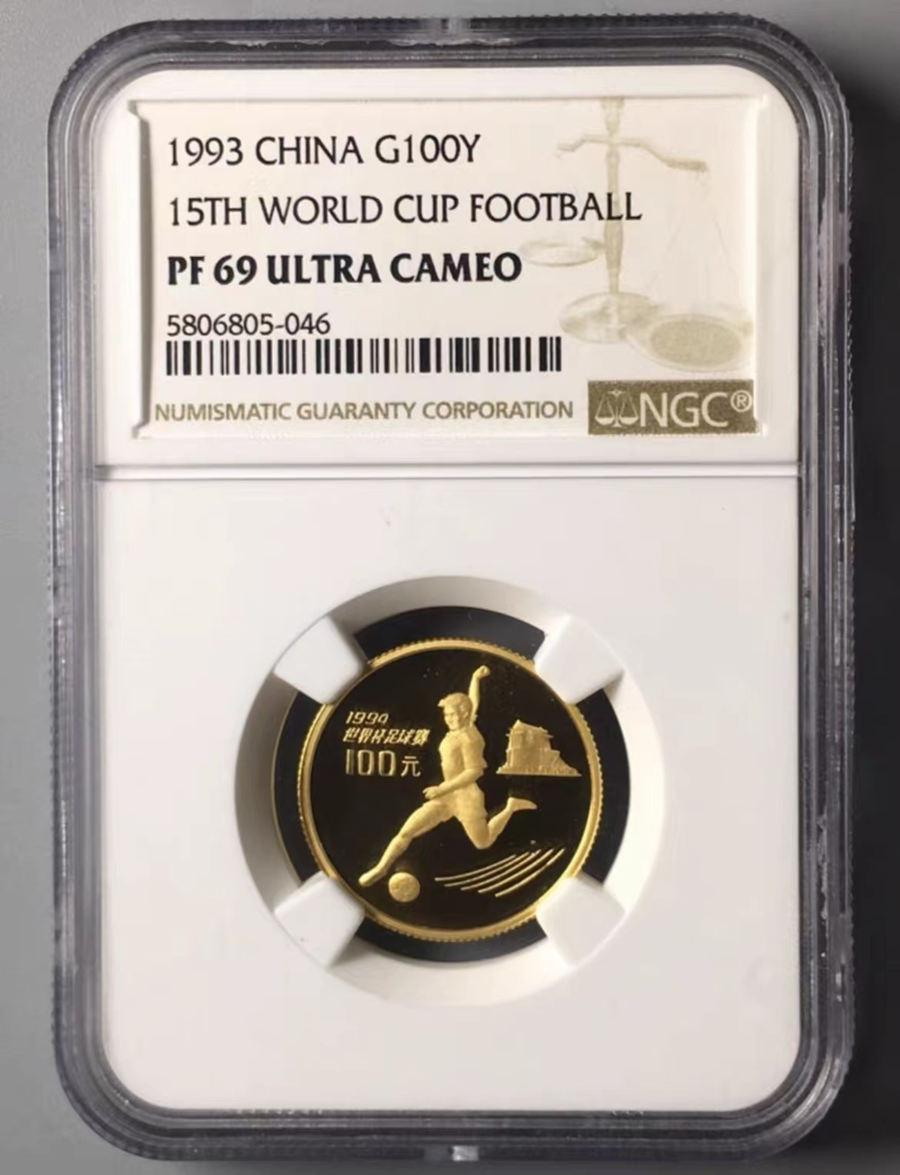 1993 CHINA G100Y
15TH WORLD CUP FOOTBALL
PF 69 ULTRA CAMEO
5806805-046
NUMISMATIC GUARANTY CORPORATION
NGC®
1994
世界杯足球赛
100元